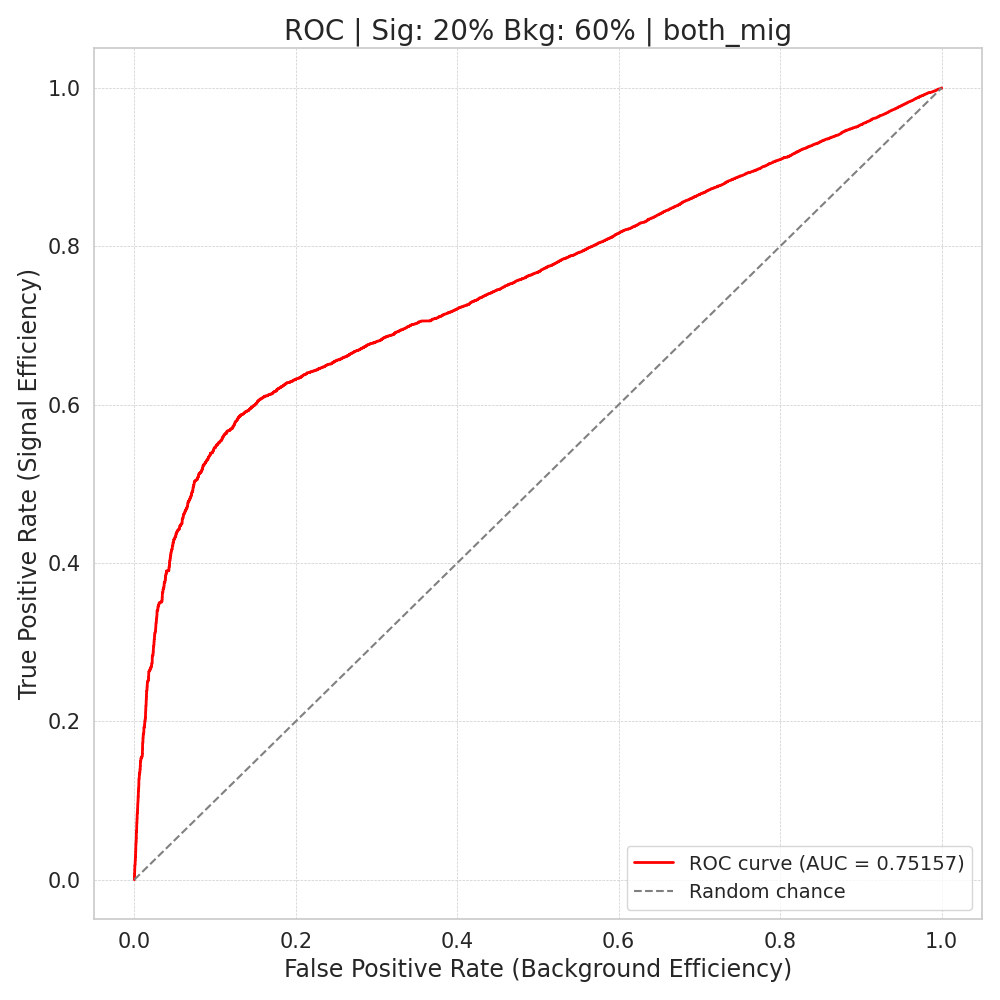 ROC | Sig: 20% Bkg: 60% | both_mig
True Positive Rate (Signal Efficiency)
1.0
0.8
0.6
0.4
0.2
0.0
ROC curve (AUC = 0.75157)
Random chance
0.0 0.2 0.4 0.6 0.8 1.0
False Positive Rate (Background Efficiency)